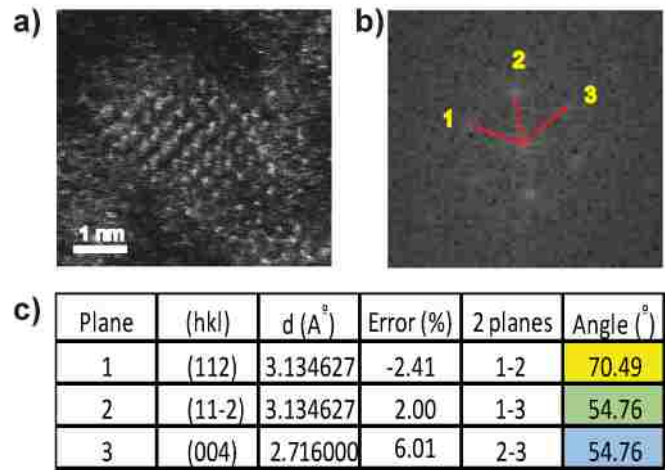 a)
b)
1
2
3
1 nm
c)
Plane (hkl) d (A°) Error (%) 2 planes Angle (°)
1 (112) 3.134627 -2.41 1-2 70.49
2 (11-2) 3.134627 2.00 1-3 54.76
3 (004) 2.716000 6.01 2-3 54.76